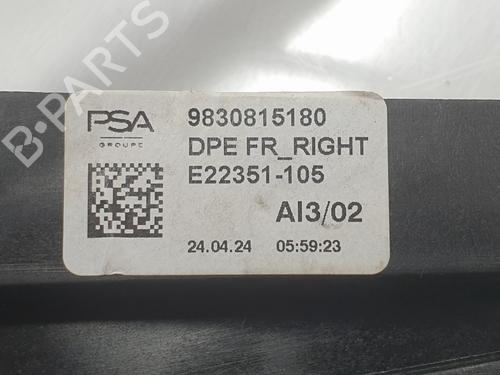 B-PARTS
PSA
GROUPE
9830815180
DPE FR_RIGHT
E22351-105
AI3/02
24.04.24 05:59:23